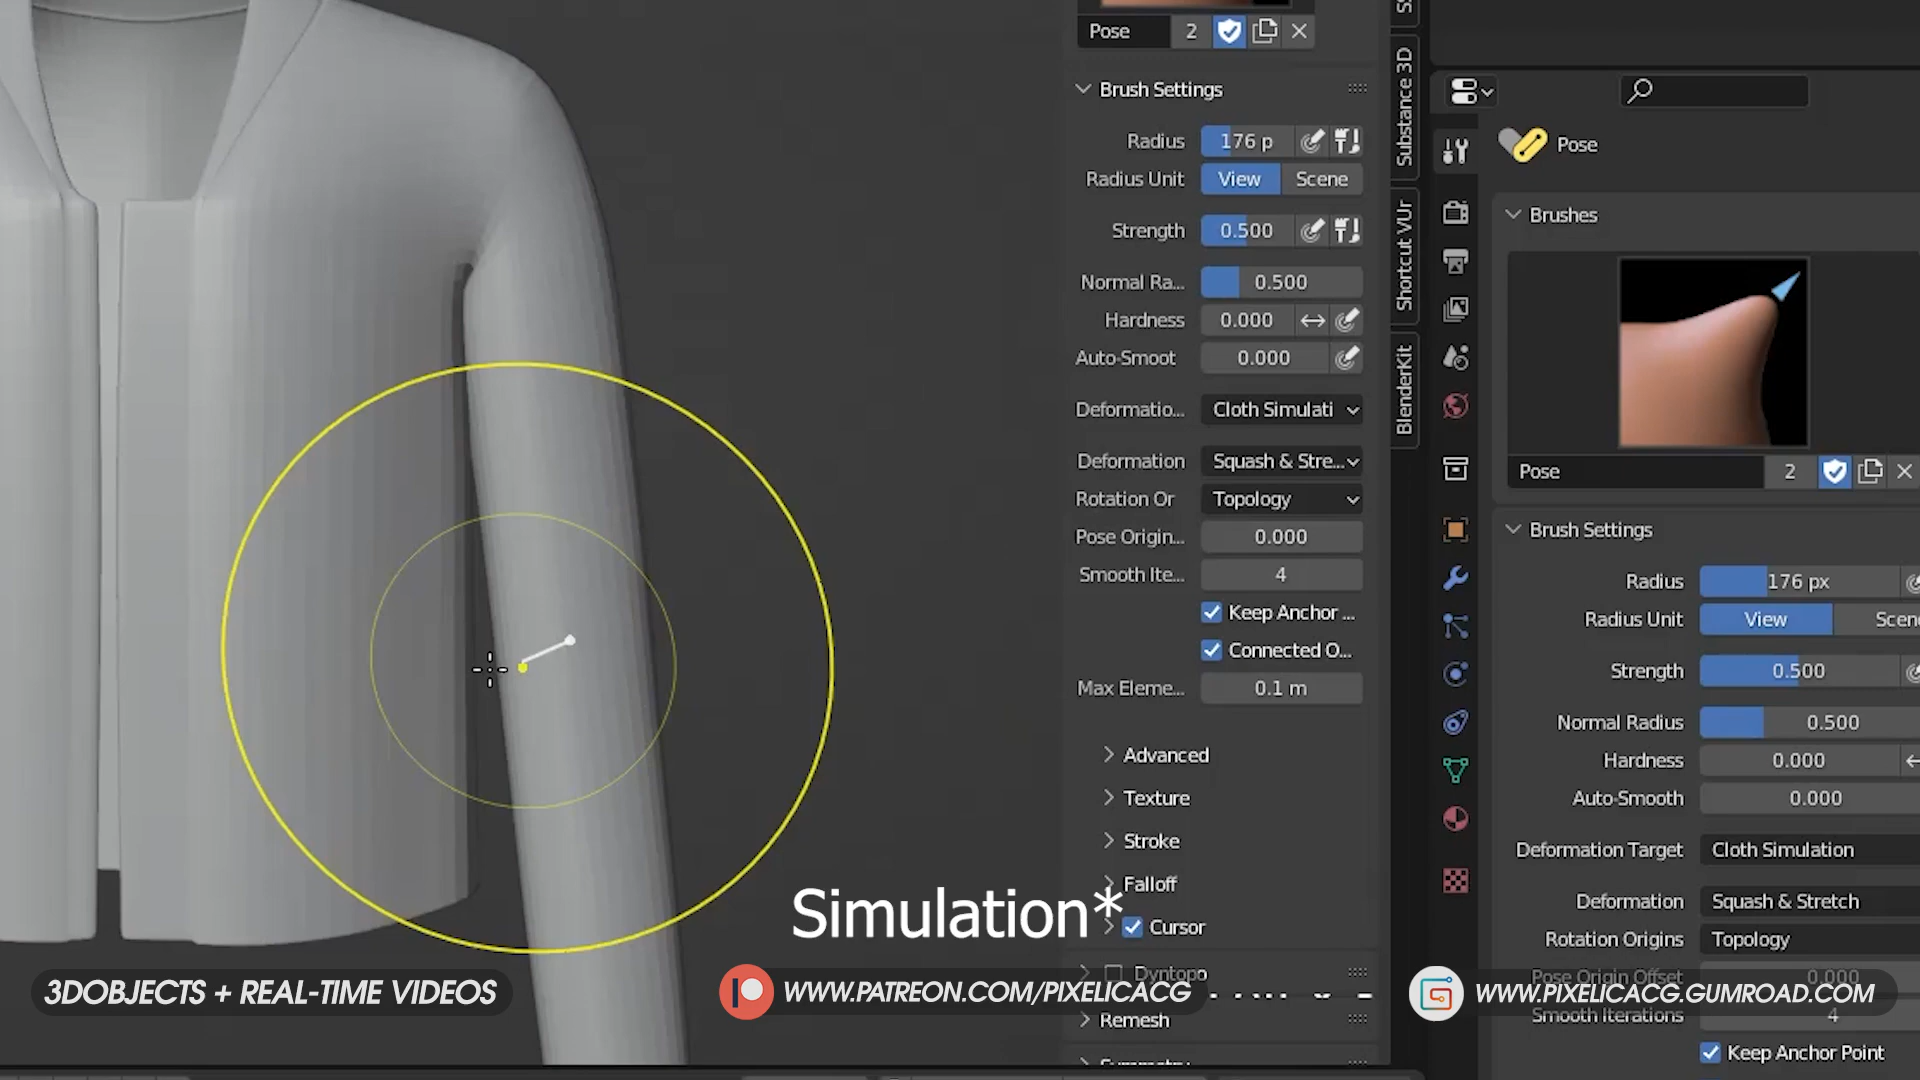 Pose 2
Brush Settings
Radius 176 p
Radius Unit View Scene
Strength 0.500
Normal Ra... 0.500
Hardness 0.000
Auto-Smoot 0.000
Deformatio... Cloth Simulati
Deformation Squash & Stre...
Rotation Or Topology
Pose Origin... 0.000
Smooth Ite... 4
Keep Anchor ...
Connected O...
Max Eleme... 0.1 m
Advanced
Texture
Stroke
Falloff
Cursor
Dyntopo
Remesh
Substance 3D
Shortcut VUr
BlenderKit
Pose
Brushes
Pose 2
Brush Settings
Radius 176 px
Radius Unit View Scen
Strength 0.500
Normal Radius 0.500
Hardness 0.000
Auto-Smooth 0.000
Deformation Target Cloth Simulation
Deformation Squash & Stretch
Rotation Origins Topology
Pose Origin Offset 0.000
Smooth Iterations 4
Keep Anchor Point
Simulation*
3DOBJECTS + REAL-TIME VIDEOS
WWW.PATREON.COM/PIXELICACG
WWW.PIXELICACG.GUMROAD.COM